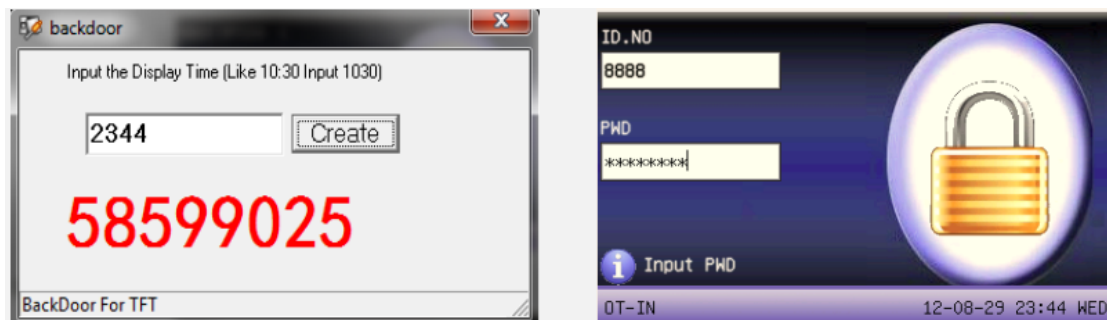 backdoor
Input the Display Time (Like 10:30 Input 1030)
2344
Create
58599025
BackDoor For TFT
ID.NO
8888
PWD
********
Input PWD
OT-IN
12-08-29 23:44 WED